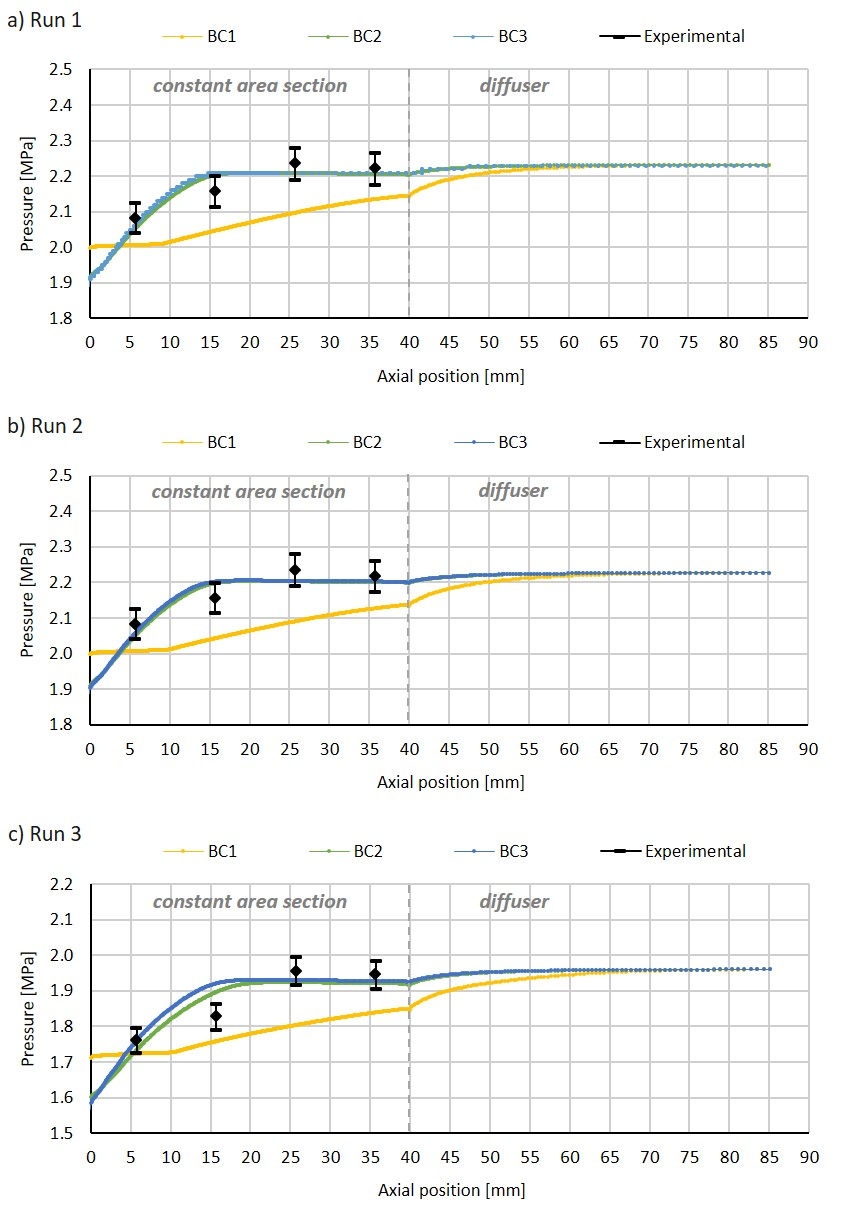 a) Run 1
BC1 BC2 BC3 Experimental
constant area section diffuser
Pressure [MPa]
2.5
2.4
2.3
2.2
2.1
2.0
1.9
1.8
0 5 10 15 20 25 30 35 40 45 50 55 60 65 70 75 80 85 90
Axial position [mm]
b) Run 2
BC1 BC2 BC3 Experimental
constant area section diffuser
Pressure [MPa]
2.5
2.4
2.3
2.2
2.1
2.0
1.9
1.8
0 5 10 15 20 25 30 35 40 45 50 55 60 65 70 75 80 85 90
Axial position [mm]
c) Run 3
BC1 BC2 BC3 Experimental
constant area section diffuser
Pressure [MPa]
2.2
2.1
2.0
1.9
1.8
1.7
1.6
1.5
0 5 10 15 20 25 30 35 40 45 50 55 60 65 70 75 80 85 90
Axial position [mm]